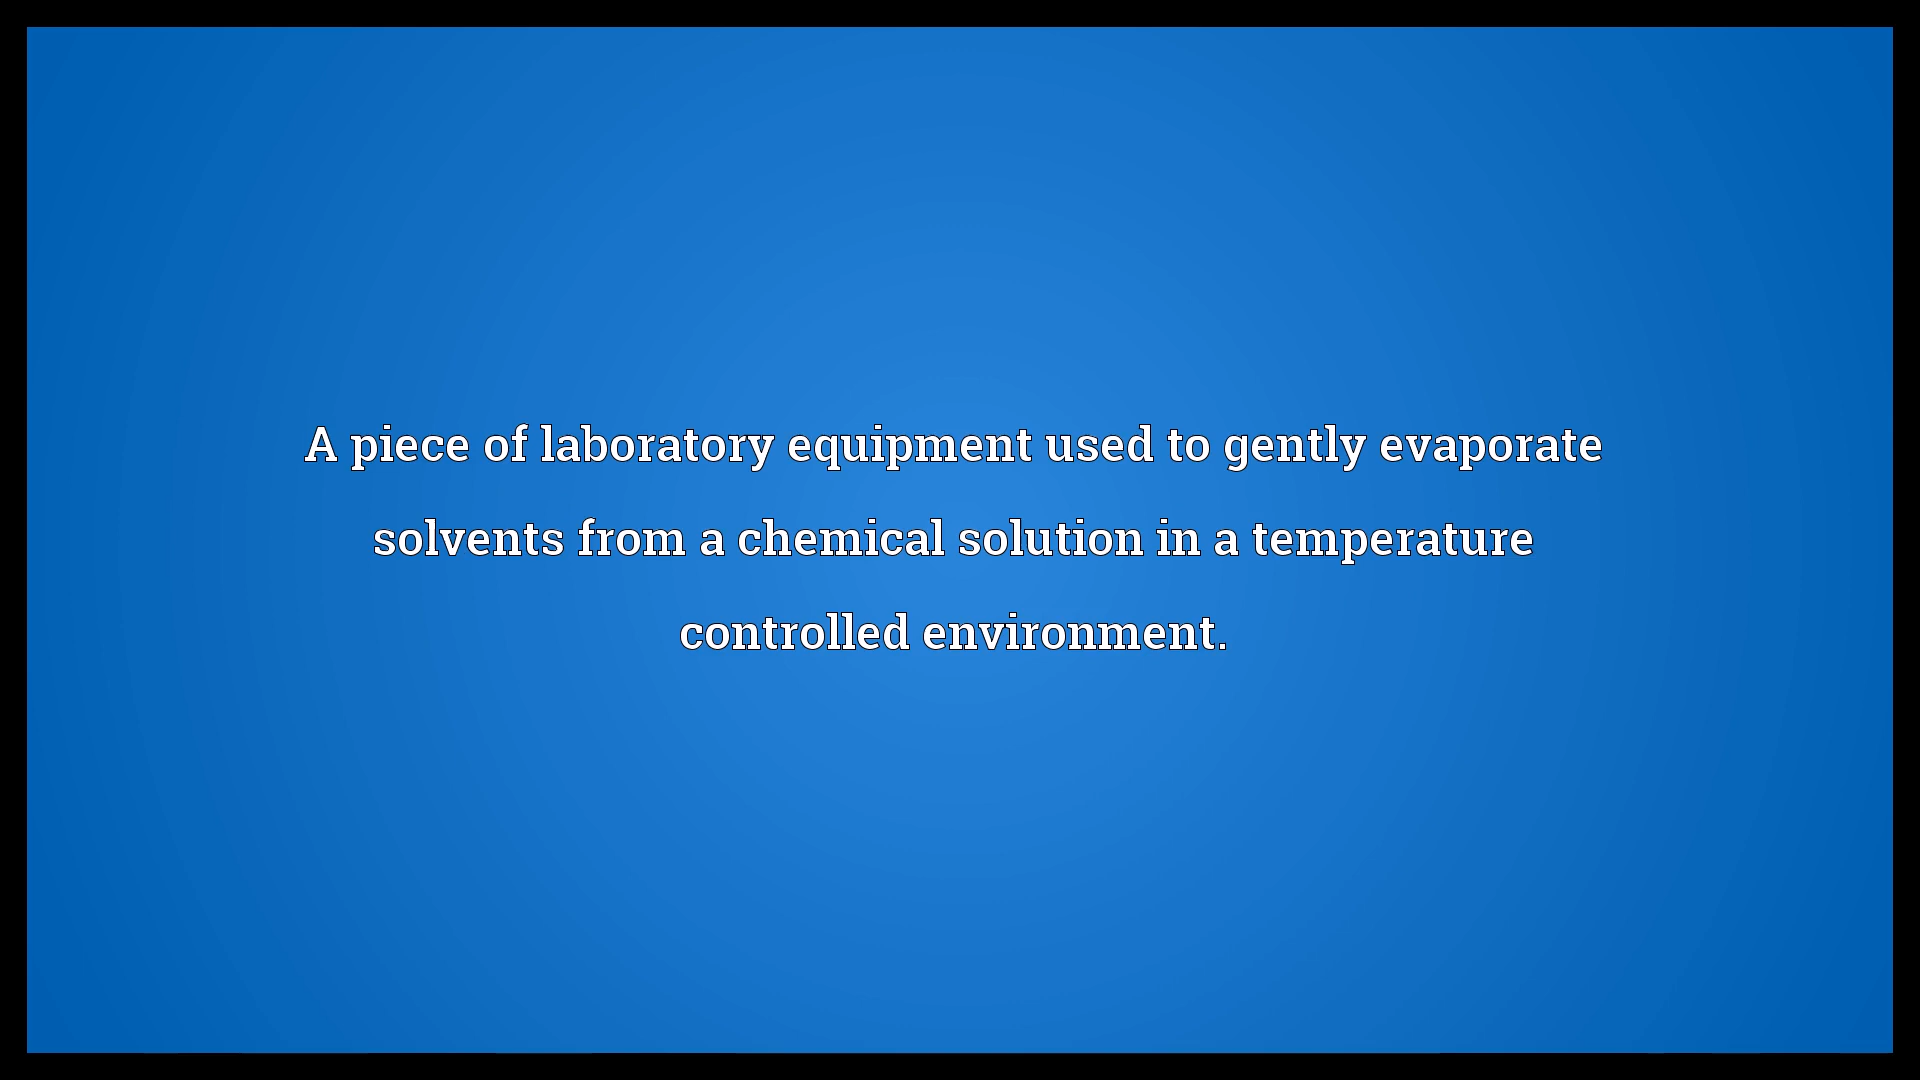 A piece of laboratory equipment used to gently evaporate
solvents from a chemical solution in a temperature
controlled environment.